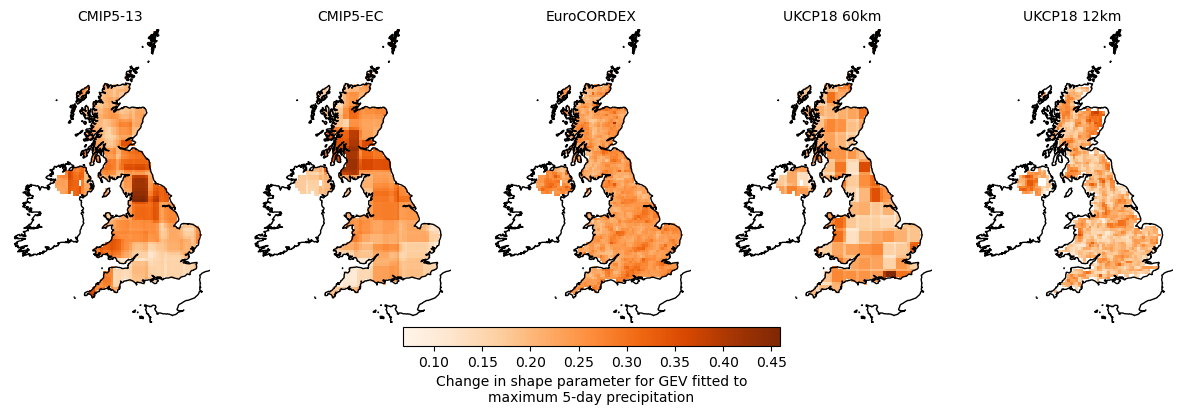 CMIP5-13
CMIP5-EC
EuroCORDEX
UKCP18 60km
UKCP18 12km
0.10 0.15 0.20 0.25 0.30 0.35 0.40 0.45
Change in shape parameter for GEV fitted to
maximum 5-day precipitation